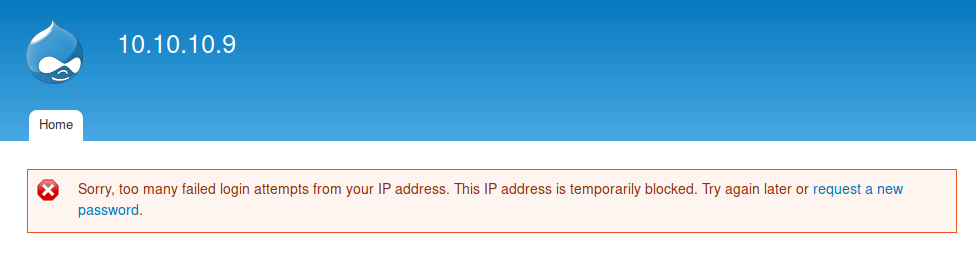 10.10.10.9
Home
Sorry, too many failed login attempts from your IP address. This IP address is temporarily blocked. Try again later or request a new
password.